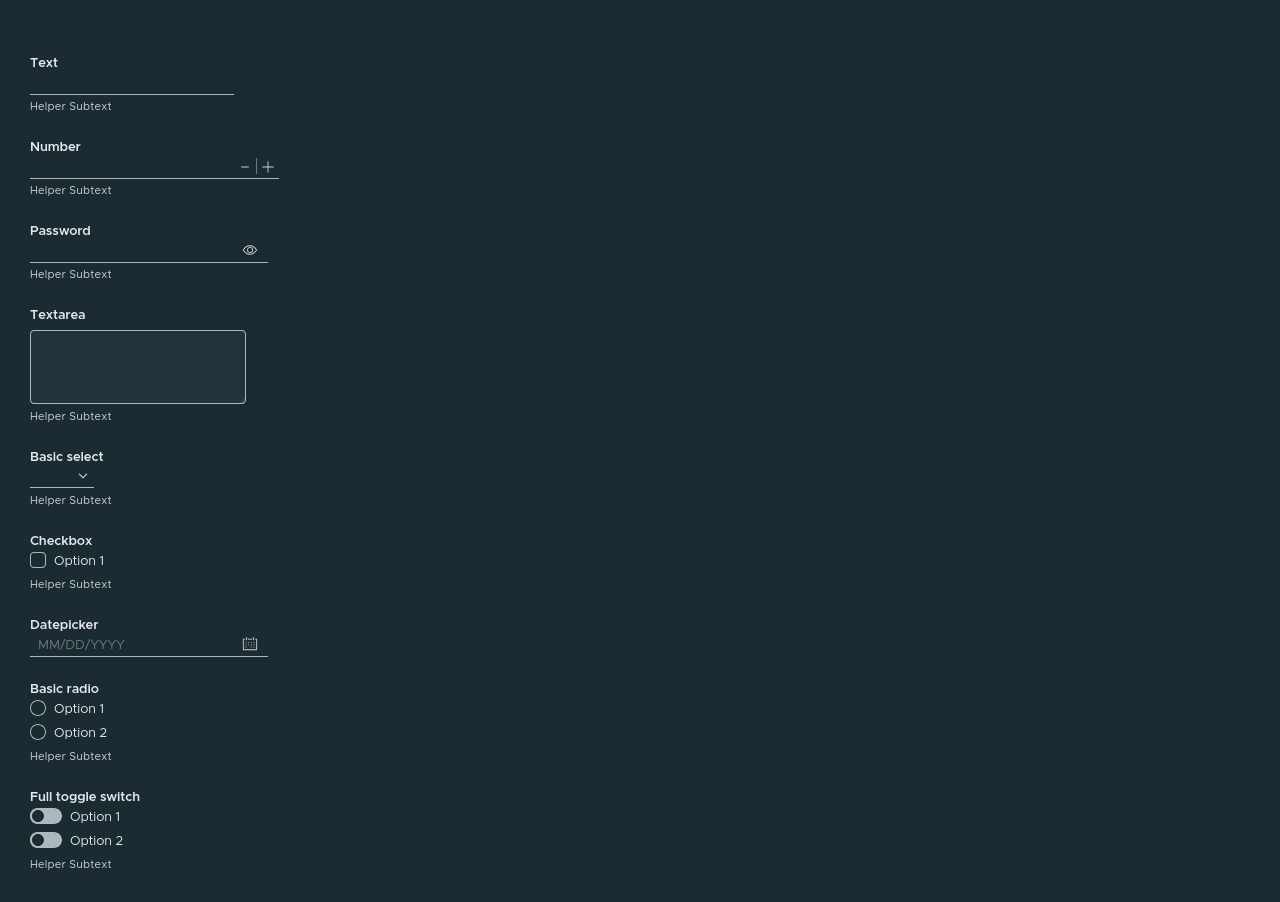 Text
Helper Subtext
Number
Helper Subtext
Password
Helper Subtext
Textarea
Helper Subtext
Basic select
Helper Subtext
Checkbox
Option 1
Helper Subtext
Datepicker
MM/DD/YYYY
Basic radio
Option 1
Option 2
Helper Subtext
Full toggle switch
Option 1
Option 2
Helper Subtext